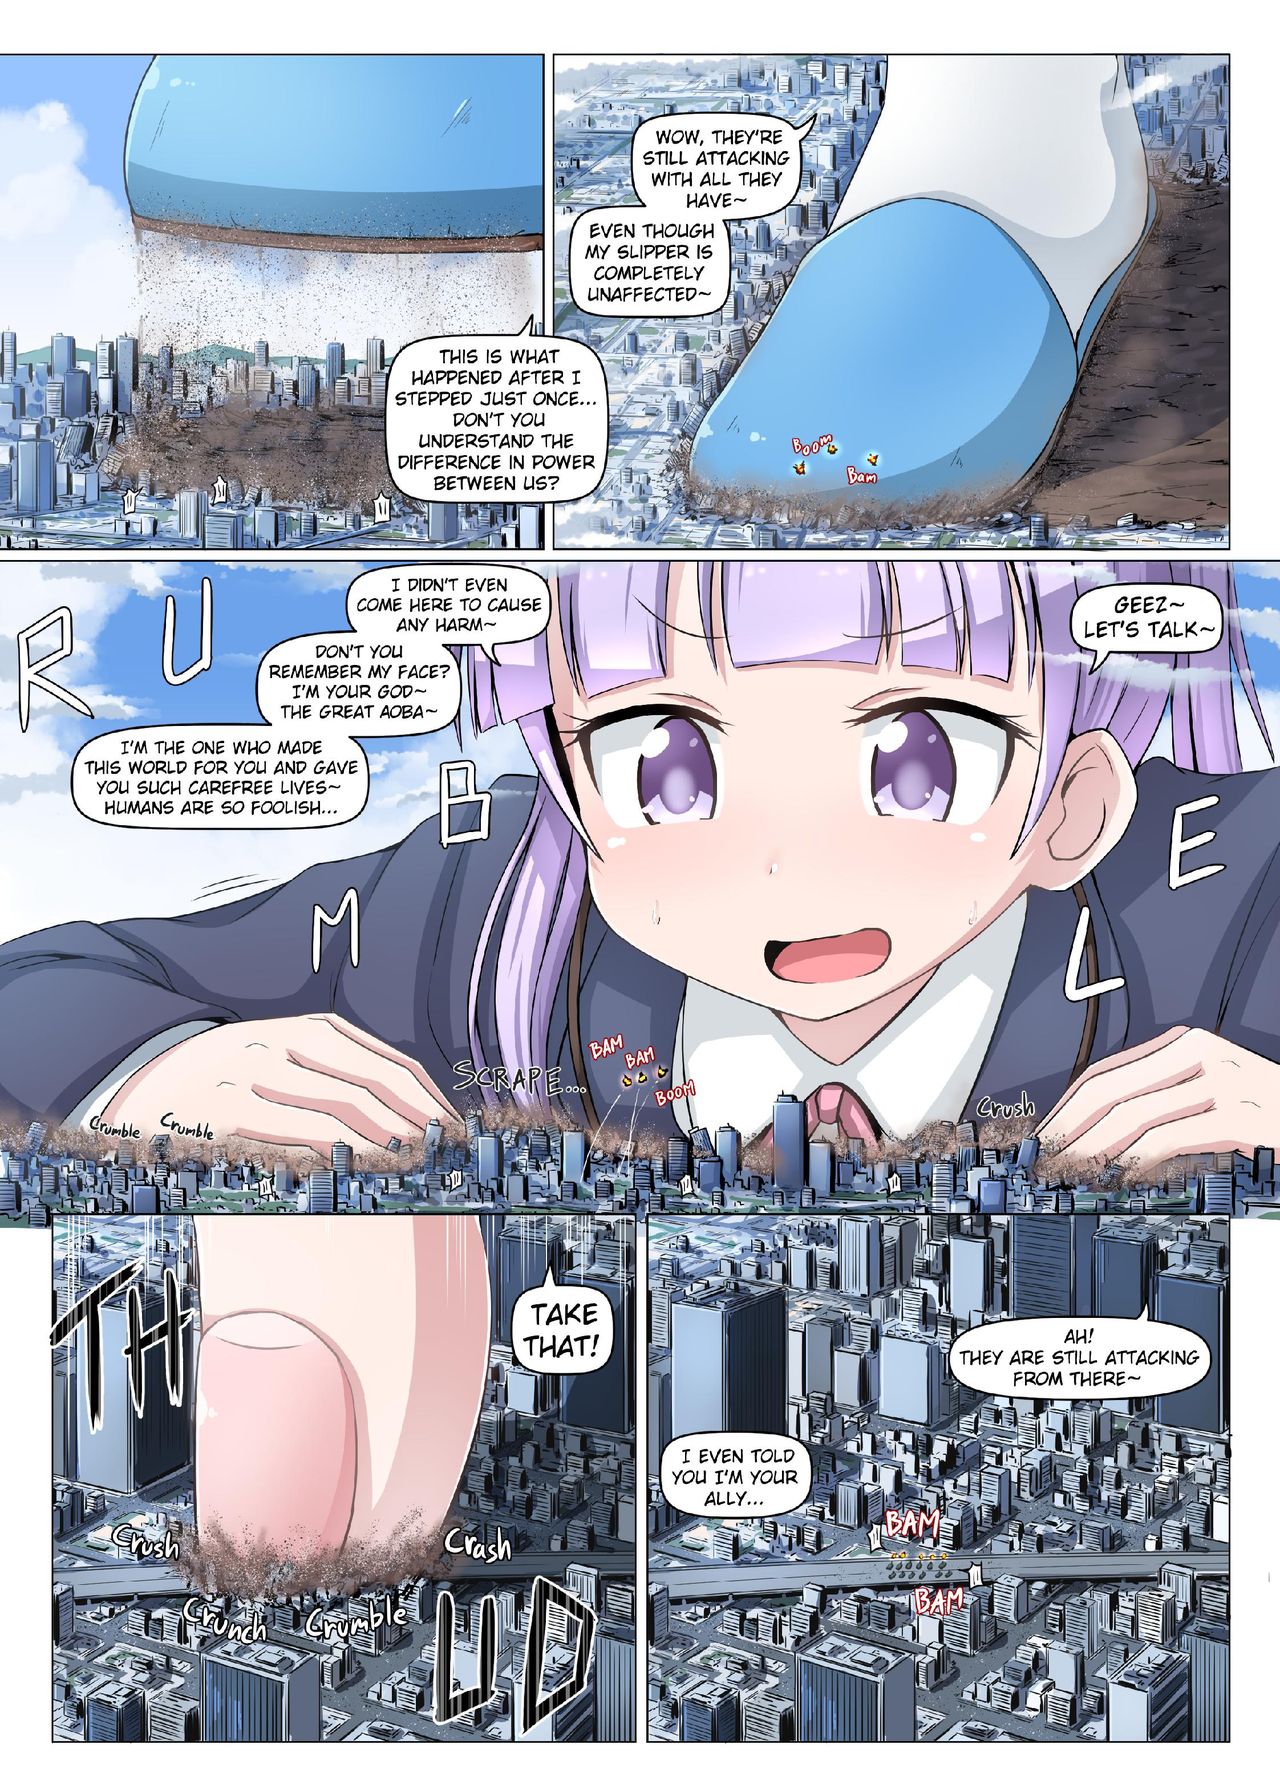 WOW, THEY'RE
STILL ATTACKING
WITH ALL THEY
HAVE~
EVEN THOUGH
MY SLIPPER IS
COMPLETELY
UNAFFECTED~
Boom
Bam
THIS IS WHAT
HAPPENED AFTER I
STEPPED JUST ONCE...
DON'T YOU
UNDERSTAND THE
DIFFERENCE IN POWER
BETWEEN US?
GEEZ~
LET'S TALK~
I DIDN'T EVEN
COME HERE TO CAUSE
ANY HARM~
DON'T YOU
REMEMBER MY FACE?
I'M YOUR GOD~
THE GREAT AOBA~
I'M THE ONE WHO MADE
THIS WORLD FOR YOU AND GAVE
YOU SUCH CAREFREE LIVES~
HUMANS ARE SO FOOLISH...
RUMBLE
BAM
BAM
BOOM
SCRAPE...
Crush
Crumble
Crumble
AH!
THEY ARE STILL ATTACKING
FROM THERE~
I EVEN TOLD
YOU I'M YOUR
ALLY...
BAM
BAM
TAKE
THAT!
THUD
Crush
Crash
Crunch
Crumble